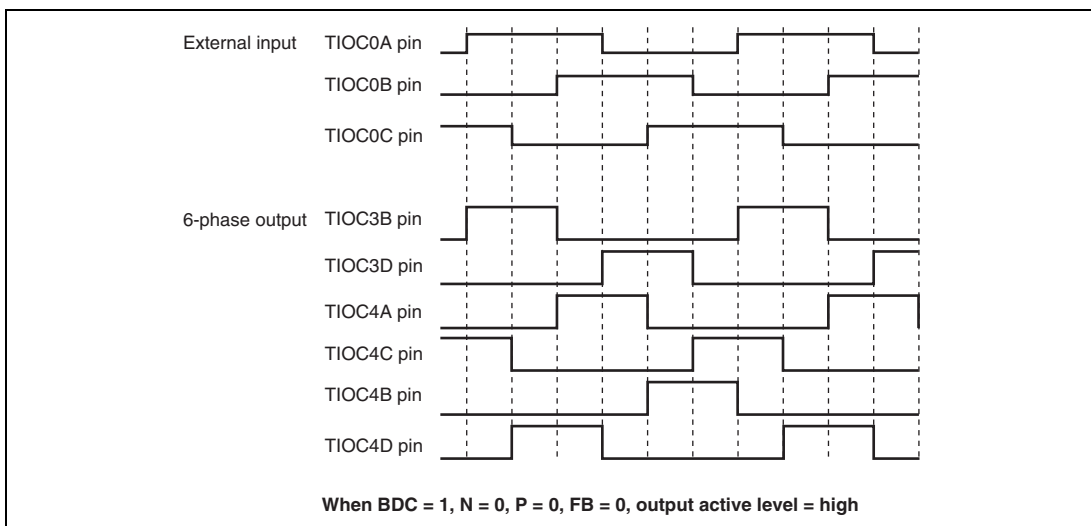 External input TIOC0A pin
TIOC0B pin
TIOC0C pin
6-phase output TIOC3B pin
TIOC3D pin
TIOC4A pin
TIOC4C pin
TIOC4B pin
TIOC4D pin
When BDC = 1, N = 0, P = 0, FB = 0, output active level = high